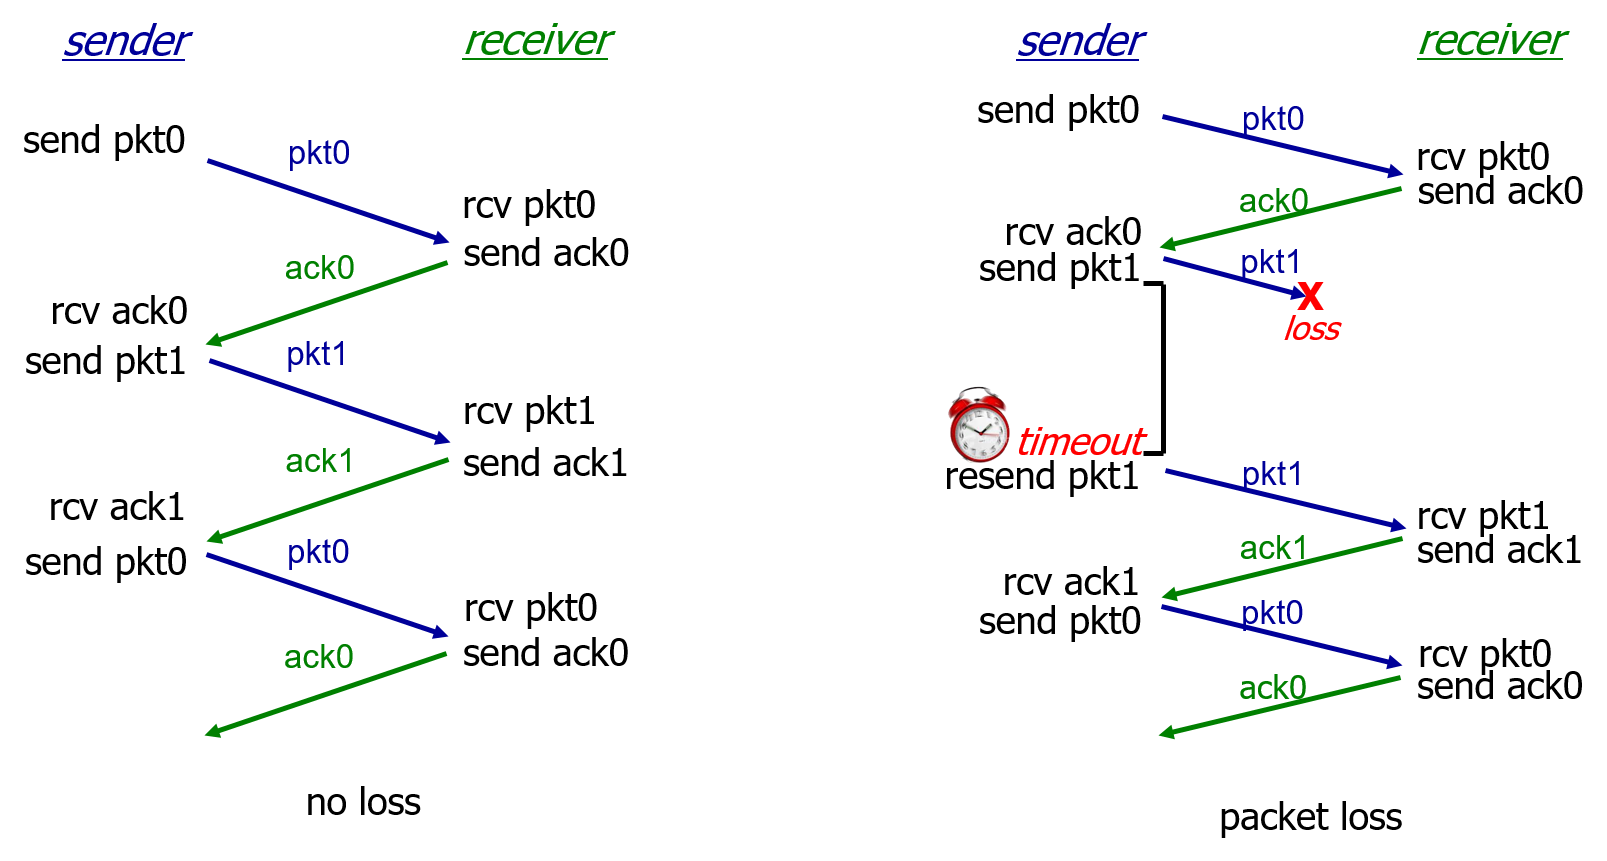 sender
receiver
send pkt0
pkt0
rcv pkt0
send ack0
ack0
rcv ack0
send pkt1
pkt1
rcv pkt1
send ack1
ack1
rcv ack1
send pkt0
pkt0
rcv pkt0
send ack0
ack0
no loss
sender
receiver
send pkt0
pkt0
rcv pkt0
send ack0
ack0
rcv ack0
send pkt1
pkt1
X
loss
timeout
resend pkt1
pkt1
rcv pkt1
send ack1
ack1
rcv ack1
send pkt0
pkt0
rcv pkt0
send ack0
ack0
packet loss